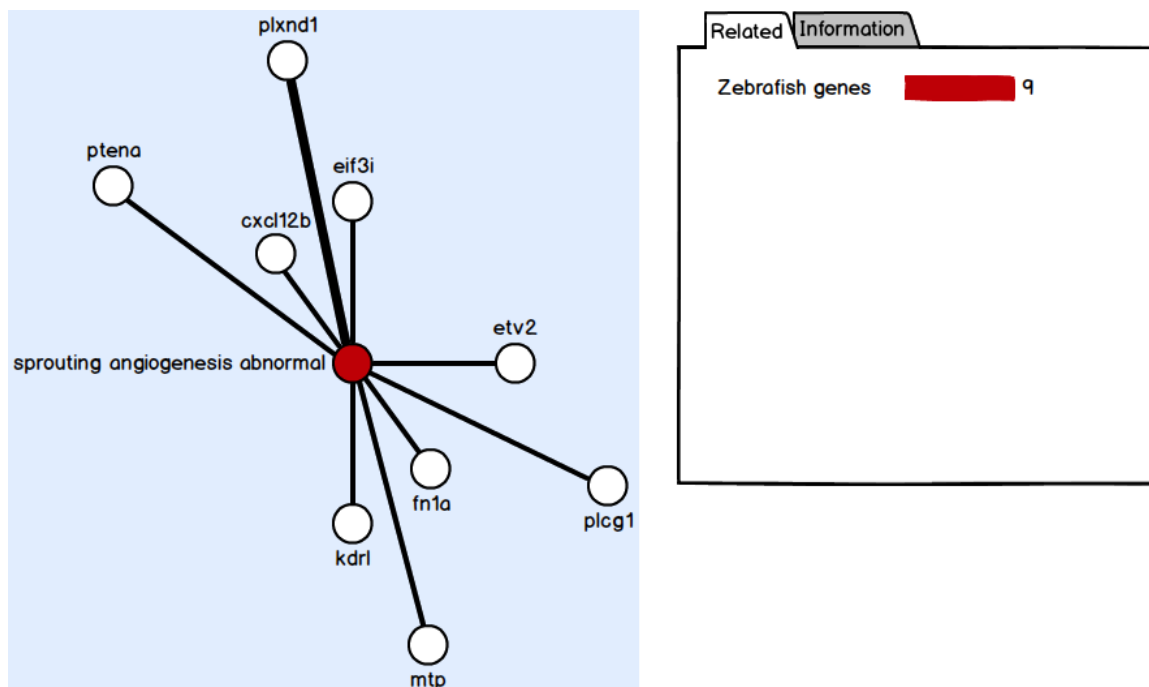 plxnd1
ptena
eif3i
cxcl12b
etv2
sprouting angiogenesis abnormal
fn1a
plcg1
kdrl
mtp
Related
Information
Zebrafish genes 9